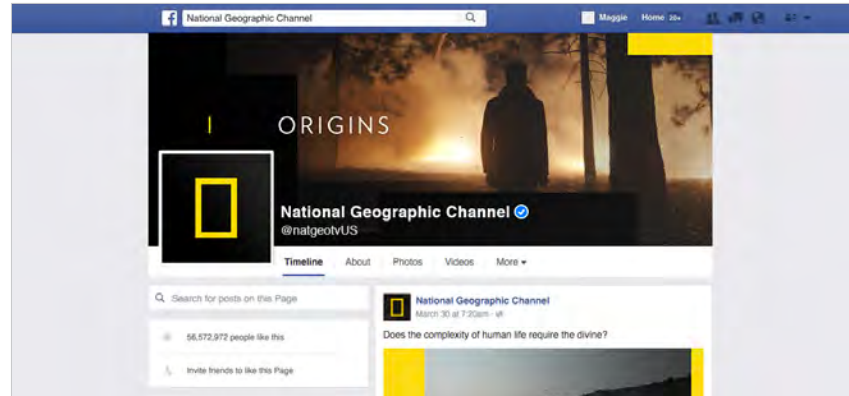 National Geographic Channel
Maggie Home 20+
ORIGINS
National Geographic Channel
@natgeotvUS
Timeline About Photos Videos More
Search for posts on this Page
56,572,972 people like this
Invite friends to like this Page
National Geographic Channel
March 30 at 7:20am
Does the complexity of human life require the divine?